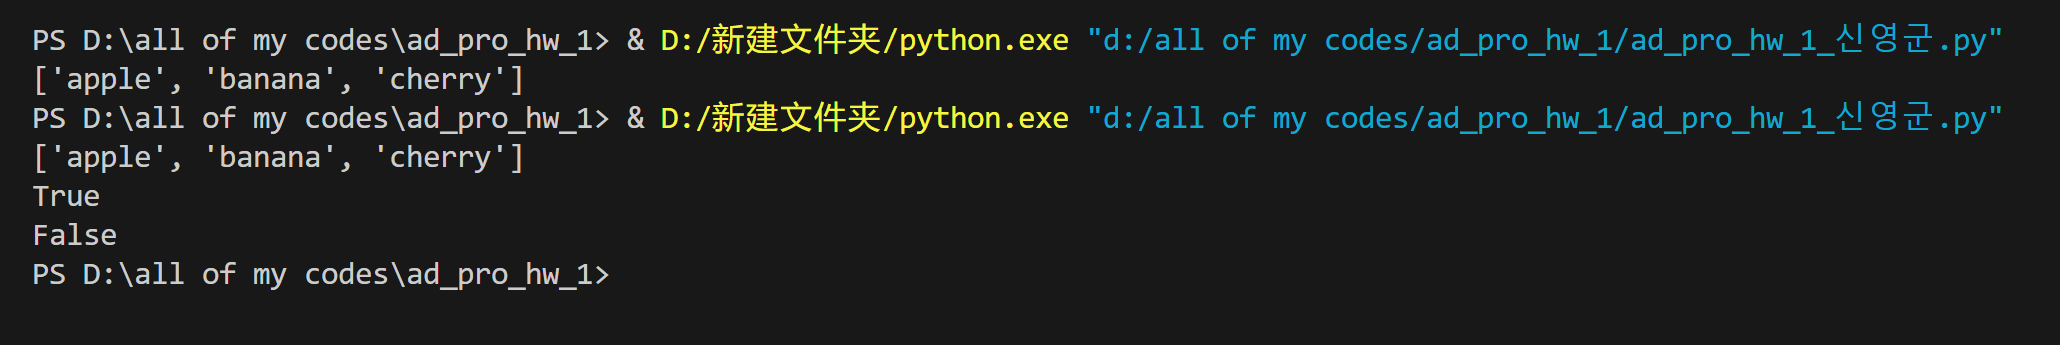 PS D:\all of my codes\ad_pro_hw_1> & D:/新建文件夹/python.exe "d:/all of my codes/ad_pro_hw_1/ad_pro_hw_1_신영군.py"
['apple', 'banana', 'cherry']
PS D:\all of my codes\ad_pro_hw_1> & D:/新建文件夹/python.exe "d:/all of my codes/ad_pro_hw_1/ad_pro_hw_1_신영군.py"
['apple', 'banana', 'cherry']
True
False
PS D:\all of my codes\ad_pro_hw_1>